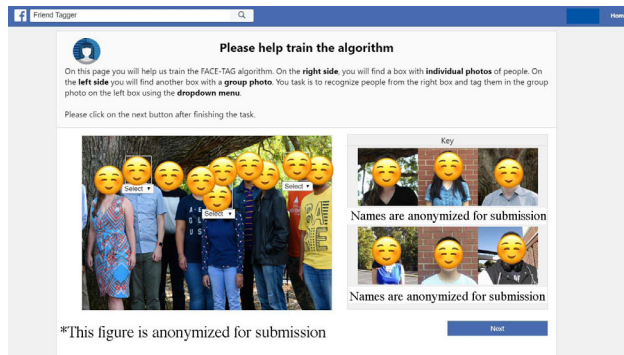 f Friend Tagger Hom
Please help train the algorithm
On this page you will help us train the FACE-TAG algorithm. On the right side, you will find a box with individual photos of people. On
the left side you will find another box with a group photo. You task is to recognize people from the right box and tag them in the group
photo on the left box using the dropdown menu.
Please click on the next button after finishing the task.
Key
Select
Select
Select
A-E
G L
U S
Names are anonymized for submission
Names are anonymized for submission
*This figure is anonymized for submission
Next